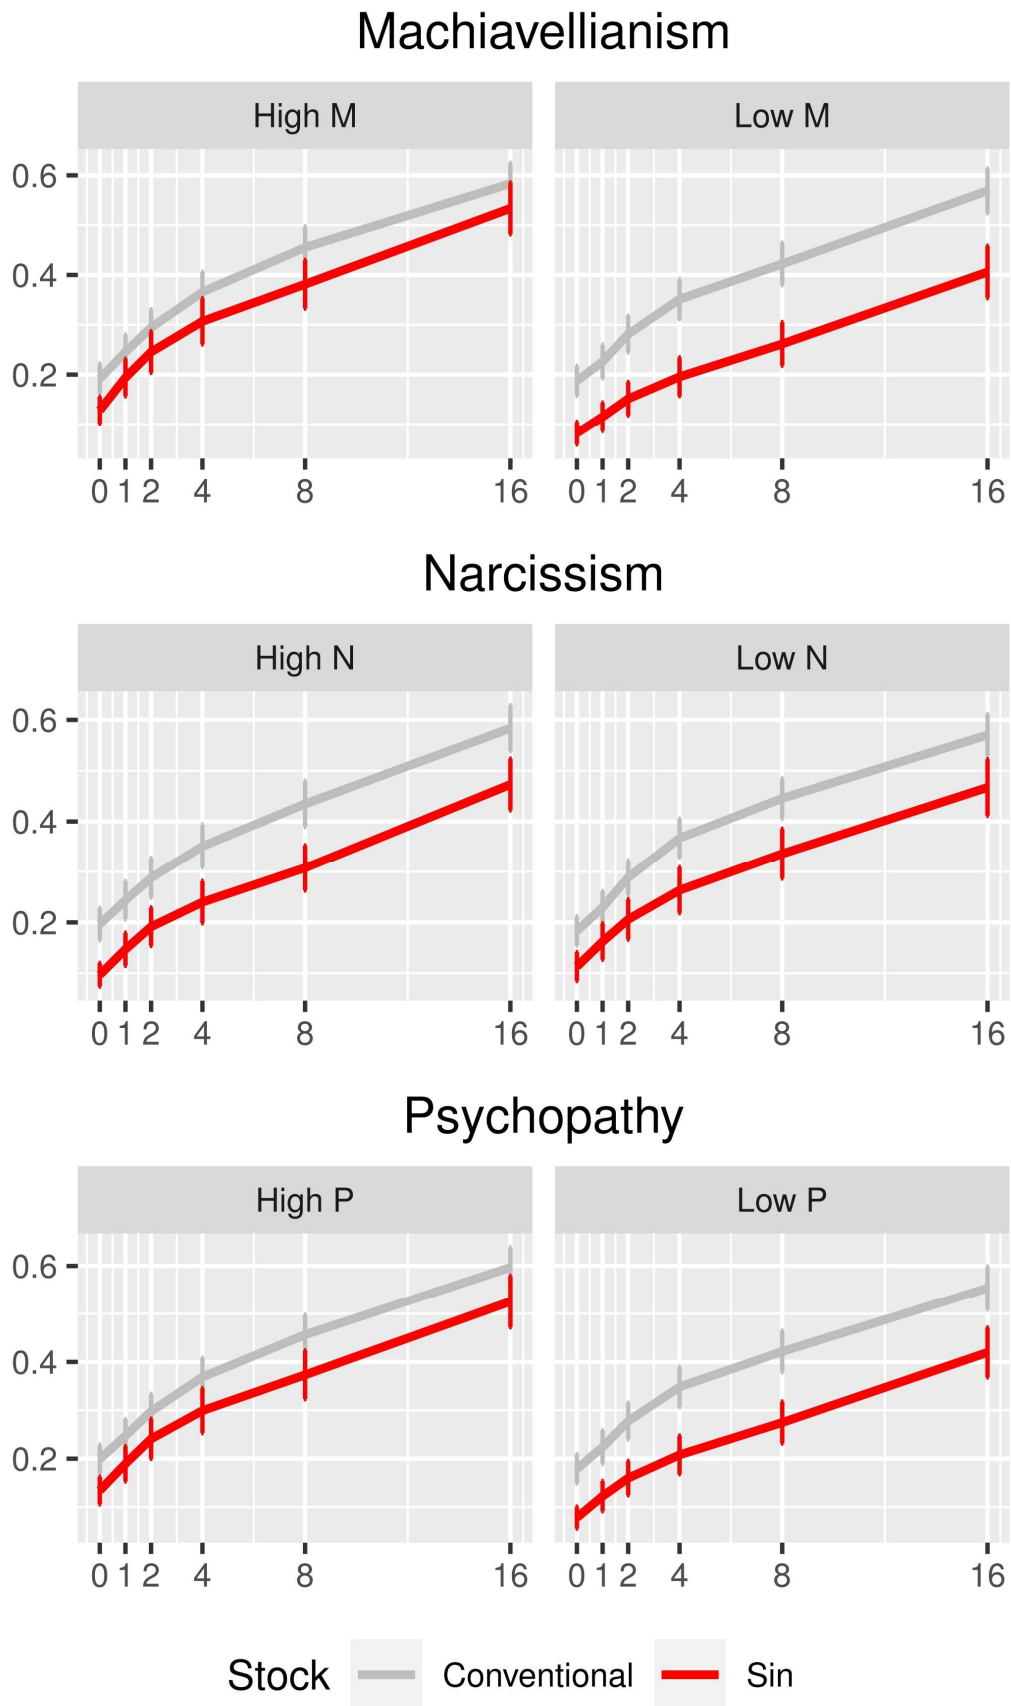 Machiavellianism
High M Low M
0.6
0.4
0.2
0 1 2 4 8 16 0 1 2 4 8 16
Narcissism
High N Low N
0.6
0.4
0.2
0 1 2 4 8 16 0 1 2 4 8 16
Psychopathy
High P Low P
0.6
0.4
0.2
0 1 2 4 8 16 0 1 2 4 8 16
Stock Conventional Sin